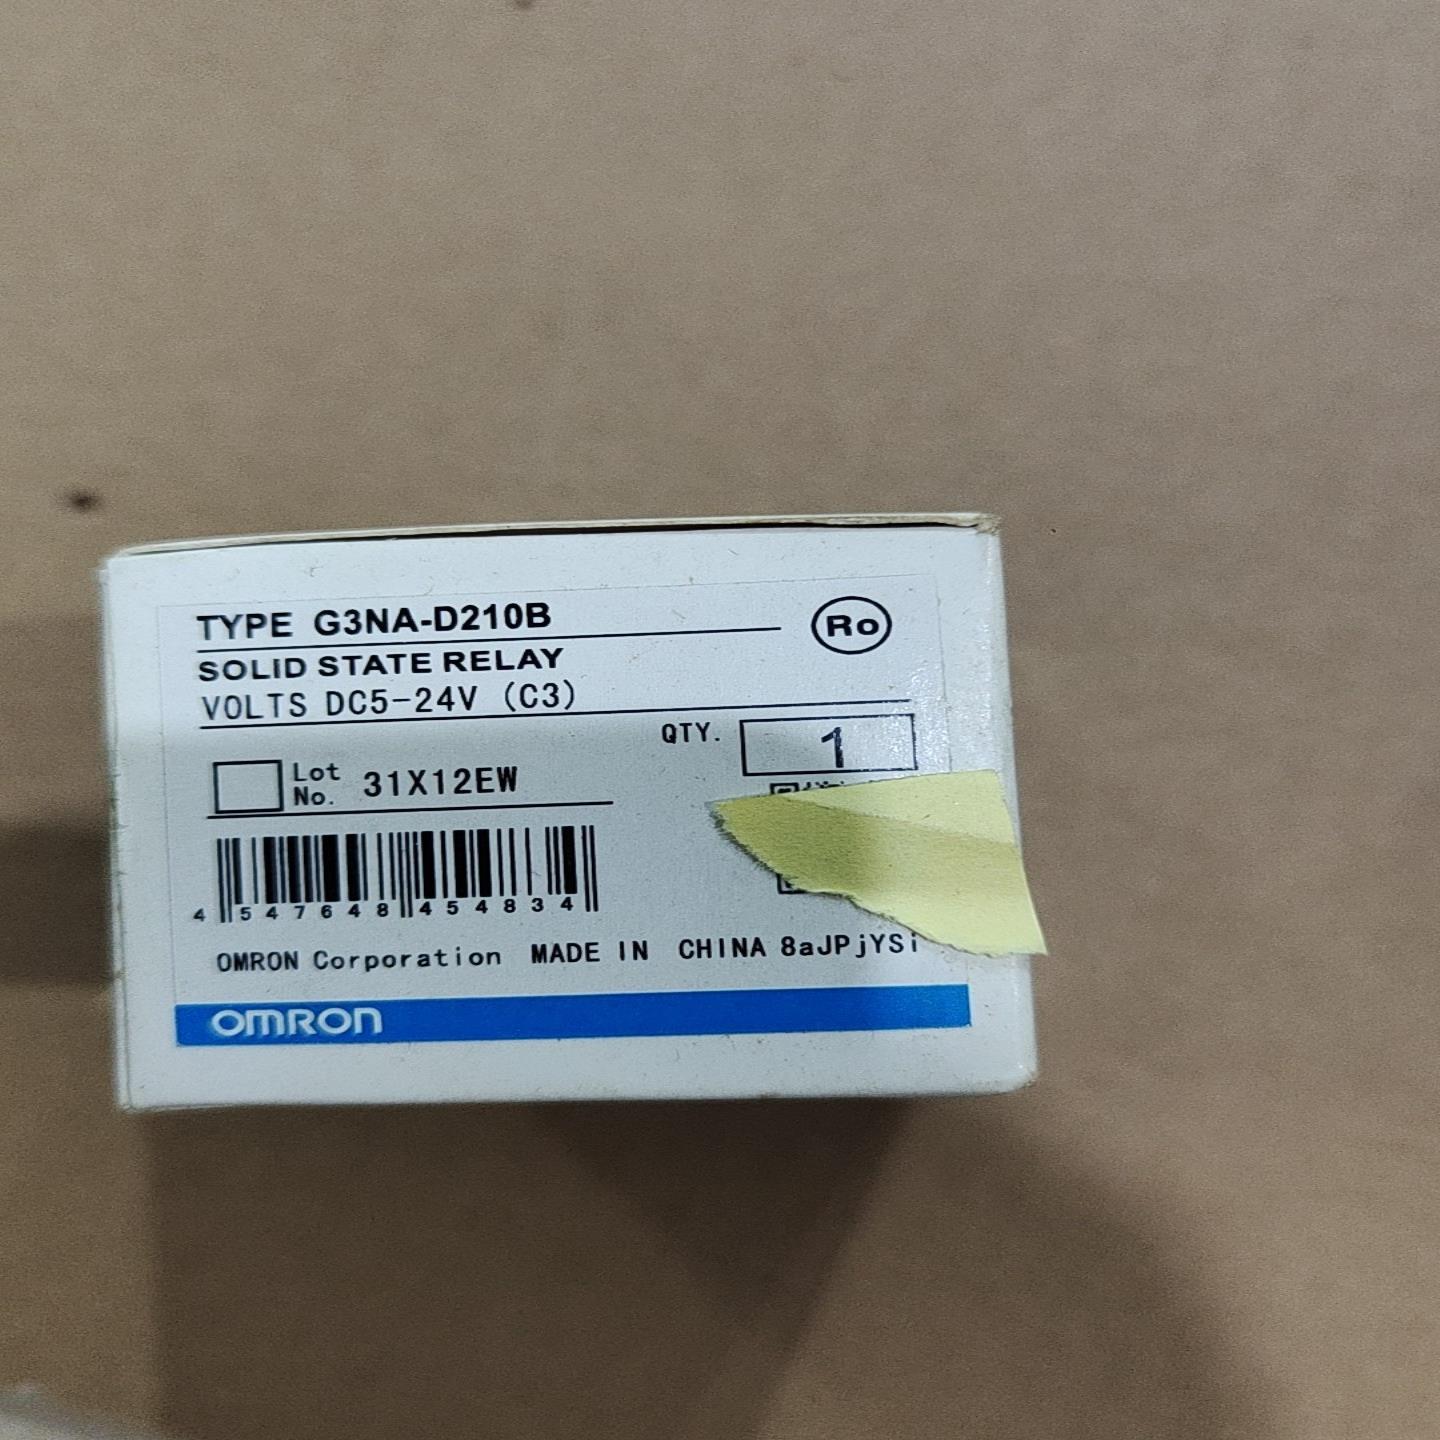 TYPE G3NA-D210B
Ro
SOLID STATE RELAY
VOLTS DC5-24V (C3)
QTY. 1
Lot No. 31X12EW
4 547648 454834
OMRON Corporation MADE IN CHINA 8aJPjYSi
OMRON